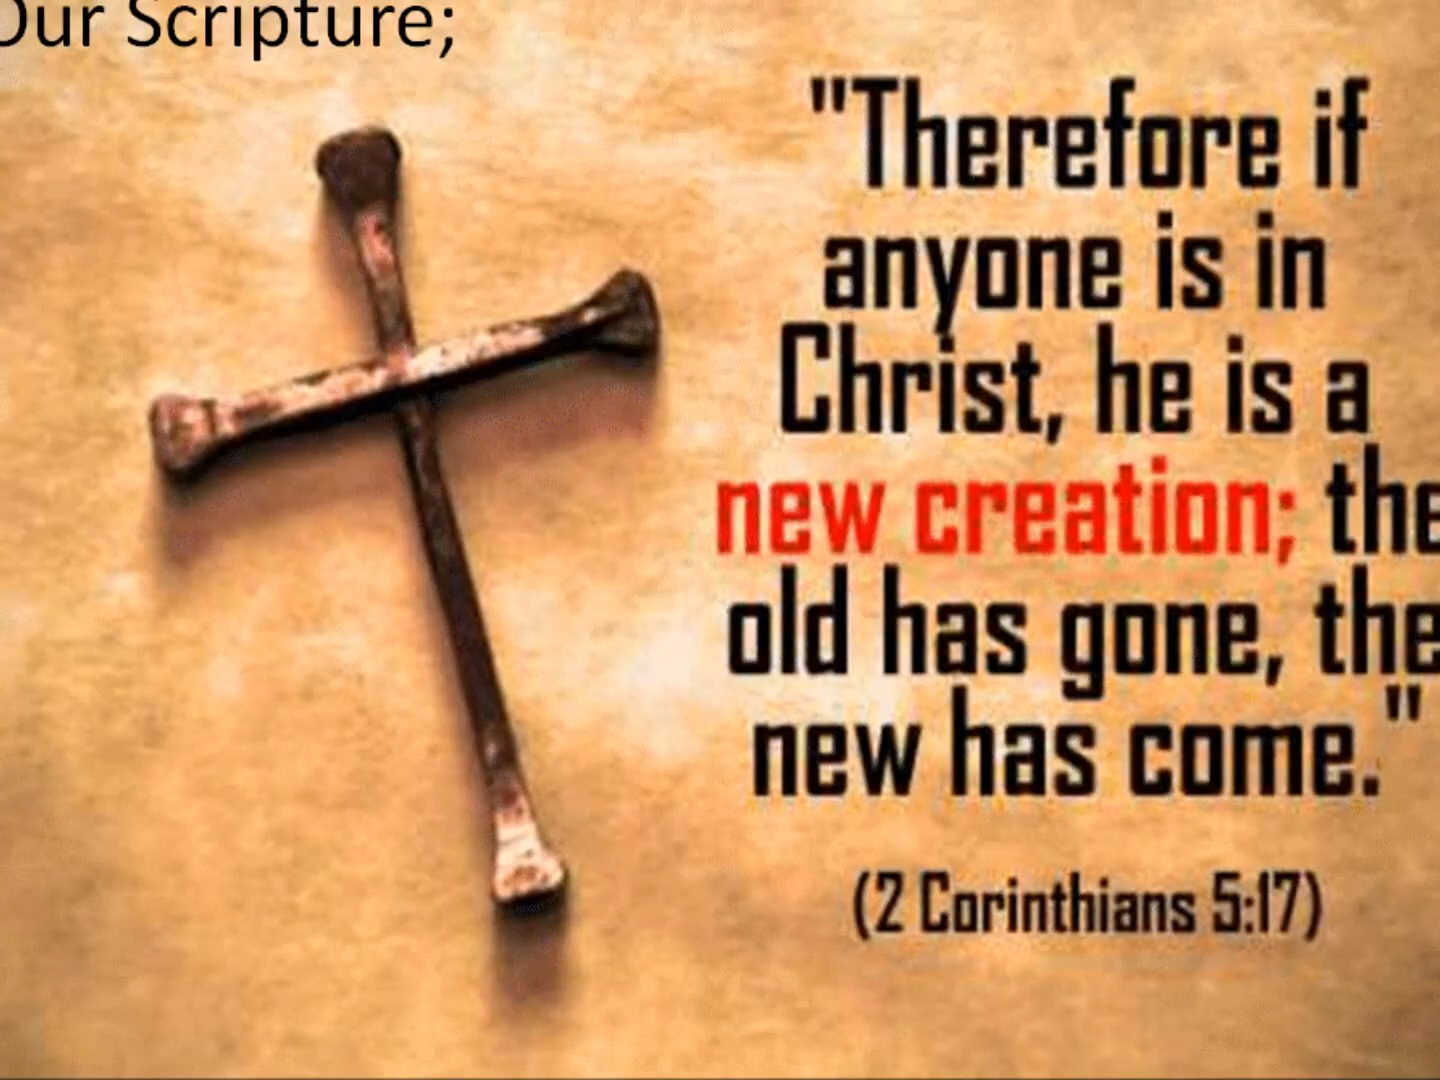 Our Scripture;
"Therefore if
anyone is in
Christ, he is a
new creation; the
old has gone, the
new has come."
(2 Corinthians 5:17)